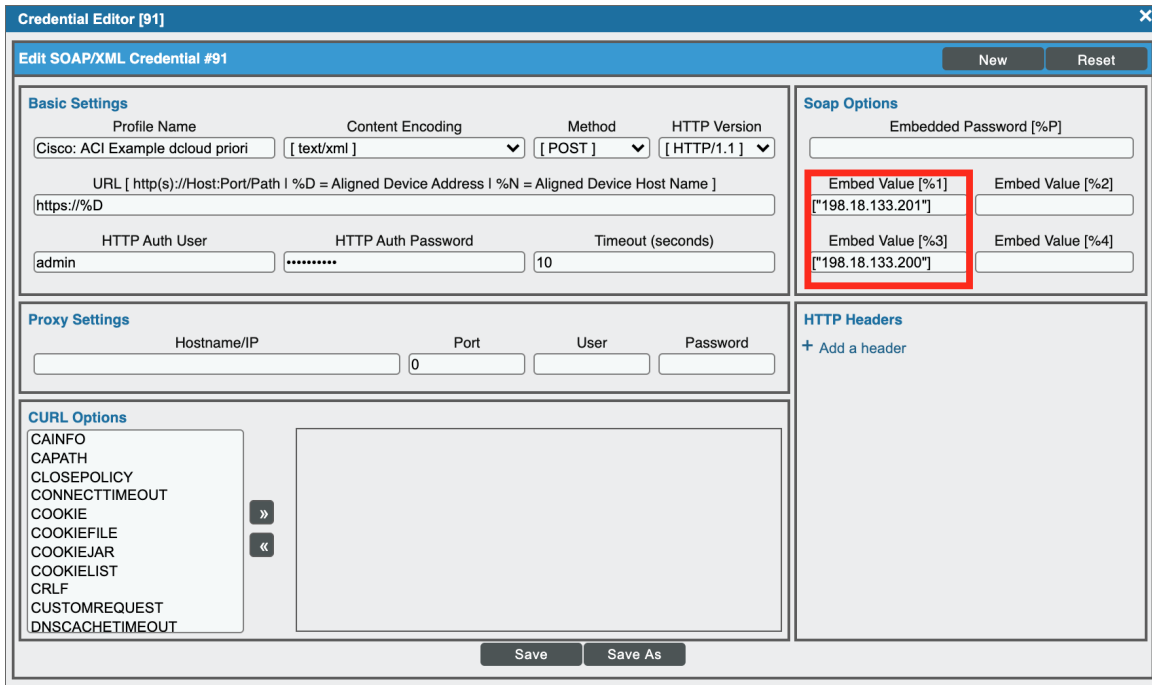 Credential Editor [91]
Edit SOAP/XML Credential #91
New
Reset
Basic Settings
Profile Name
Content Encoding
Method
HTTP Version
Cisco: ACI Example dcloud priori
[ text/xml ]
[ POST ]
[ HTTP/1.1 ]
URL [ http(s)://Host:Port/Path | %D = Aligned Device Address | %N = Aligned Device Host Name ]
https://%D
HTTP Auth User
HTTP Auth Password
Timeout (seconds)
admin
••••••••••
10
Soap Options
Embedded Password [%P]
Embed Value [%1]
Embed Value [%2]
["198.18.133.201"]
Embed Value [%3]
Embed Value [%4]
["198.18.133.200"]
Proxy Settings
Hostname/IP
Port
User
Password
0
HTTP Headers
+ Add a header
CURL Options
CAINFO
CAPATH
CLOSEPOLICY
CONNECTTIMEOUT
COOKIE
COOKIEFILE
COOKIEJAR
COOKIELIST
CRLF
CUSTOMREQUEST
DNSCACHETIMEOUT
»
«
Save
Save As